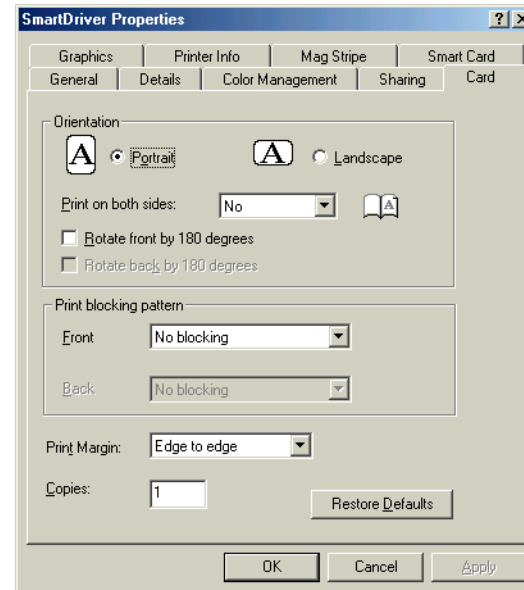 SmartDriver Properties
Graphics Printer Info Mag Stripe Smart Card
General Details Color Management Sharing Card
Orientation
A Portrait A Landscape
Print on both sides: No A
Rotate front by 180 degrees
Rotate back by 180 degrees
Print blocking pattern
Front No blocking
Back No blocking
Print Margin: Edge to edge
Copies: 1
Restore Defaults
OK Cancel Apply